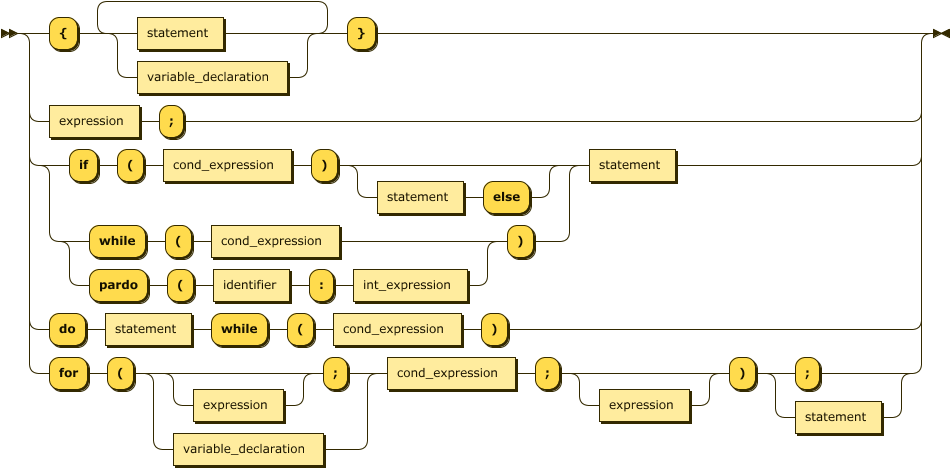 { statement }
variable_declaration
expression ;
if ( cond_expression ) statement
statement else
while ( cond_expression )
pardo ( identifier : int_expression
do statement while ( cond_expression )
for ( ; cond_expression ; ) ;
expression expression statement
variable_declaration